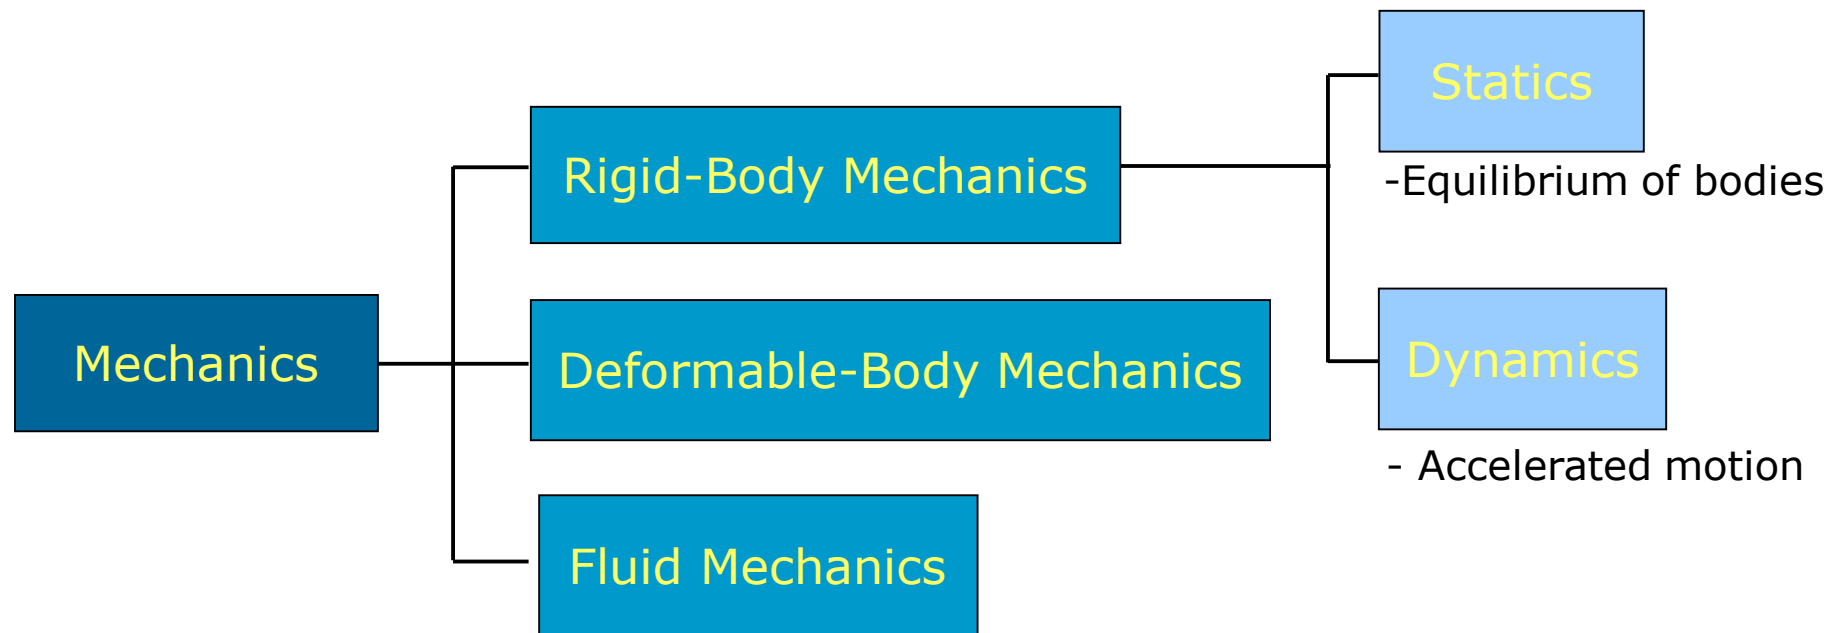 Mechanics
Rigid-Body Mechanics
Deformable-Body Mechanics
Fluid Mechanics
Statics
-Equilibrium of bodies
Dynamics
- Accelerated motion